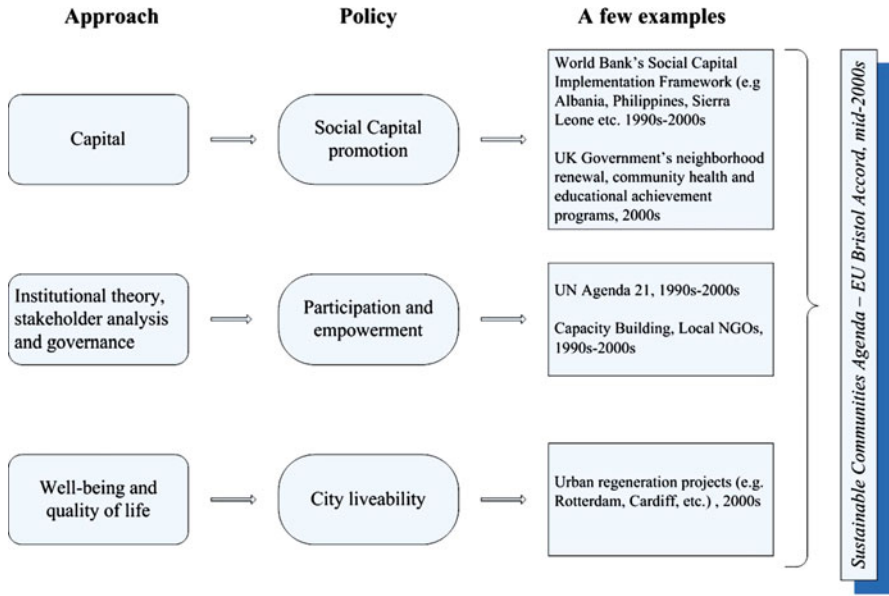 Approach
Policy
A few examples
Capital
Social Capital
promotion
World Bank's Social Capital
Implementation Framework (e.g
Albania, Philippines, Sierra
Leone etc. 1990s-2000s
UK Government's neighborhood
renewal, community health and
educational achievement
programs, 2000s
Institutional theory,
stakeholder analysis
and governance
Participation and
empowerment
UN Agenda 21, 1990s-2000s
Capacity Building, Local NGOs,
1990s-2000s
Well-being and
quality of life
City liveability
Urban regeneration projects (e.g.
Rotterdam, Cardiff, etc.) , 2000s
Sustainable Communities Agenda – EU Bristol Accord, mid-2000s